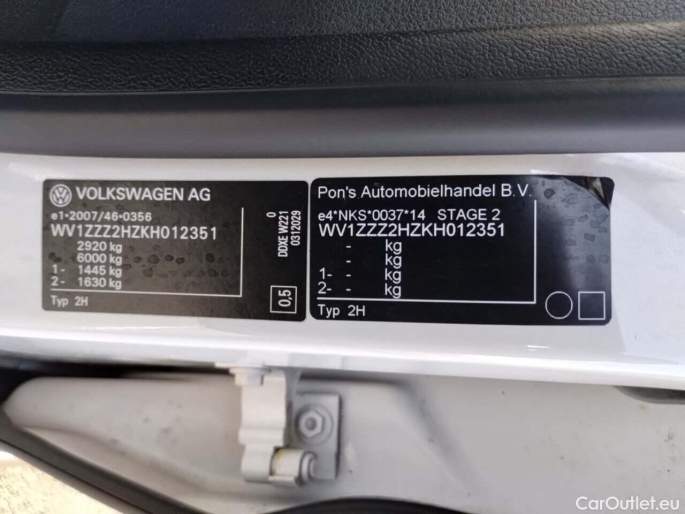 VOLKSWAGEN AG
e1*2007/46*0356
WV1ZZZ2HZKH012351
2920 kg
6000 kg
1- 1445 kg
2- 1630 kg
Typ 2H
DDXE W221 0
0312029
0,5
Pon's Automobielhandel B.V.
e4*NKS*0037*14 STAGE 2
WV1ZZZ2HZKH012351
- kg
- kg
1- - kg
2- - kg
Typ 2H
CarOutlet.eu